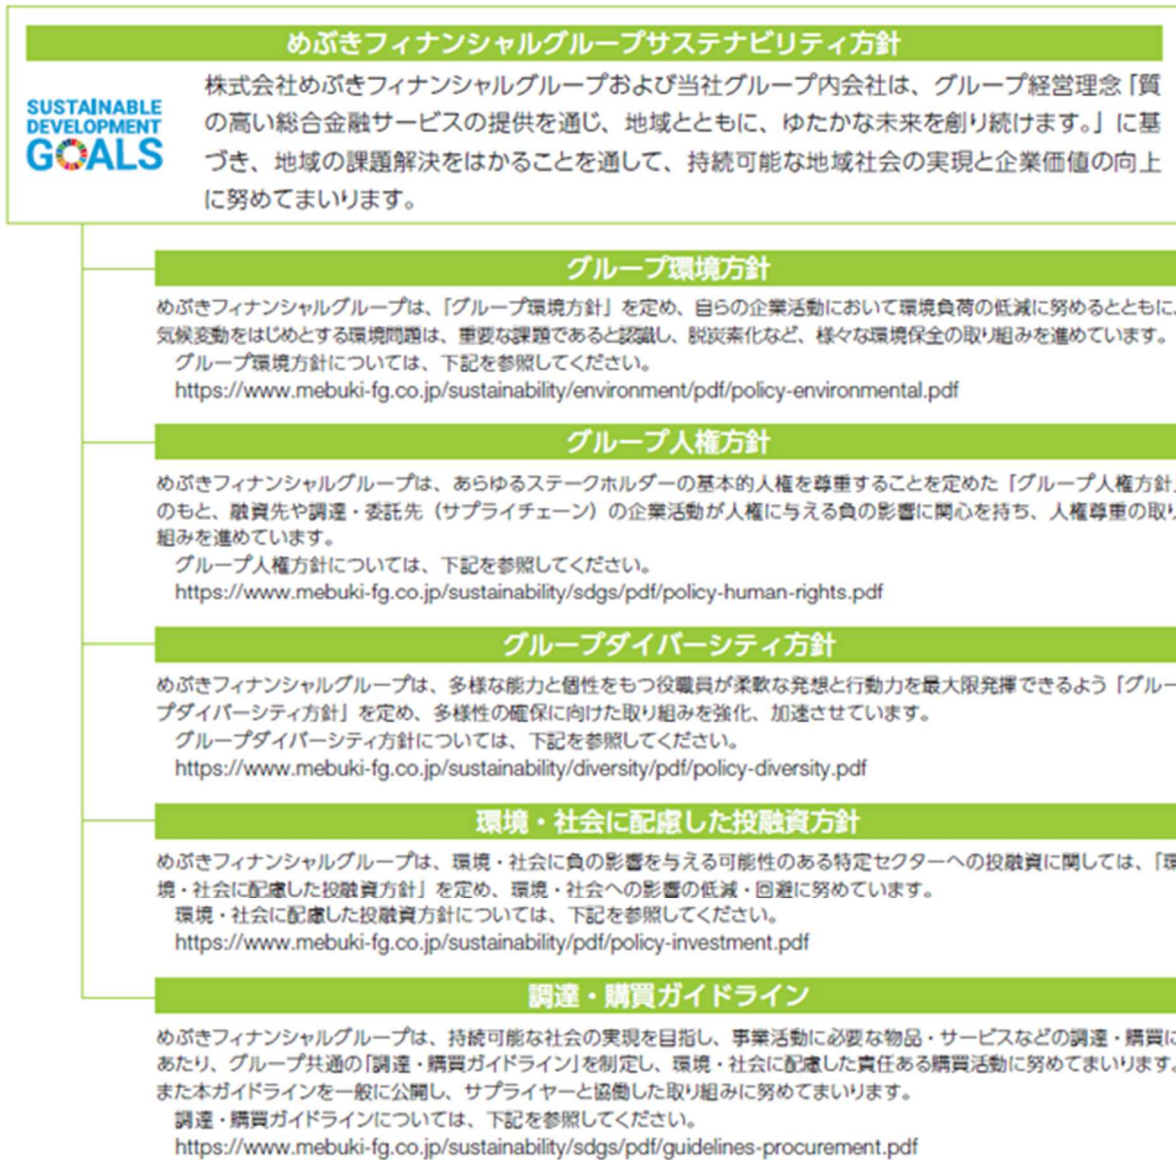 めぶきフィナンシャルグループサステナビリティ方針
SUSTAINABLE
DEVELOPMENT
GOALS
株式会社めぶきフィナンシャルグループおよび当社グループ内会社は、グループ経営理念「質
の高い総合金融サービスの提供を通じ、地域とともに、ゆたかな未来を創り続けます。」に基
づき、地域の課題解決をはかることを通して、持続可能な地域社会の実現と企業価値の向上
に努めてまいります。
グループ環境方針
めぶきフィナンシャルグループは、「グループ環境方針」を定め、自らの企業活動において環境負荷の低減に努めるとともに、
気候変動をはじめとする環境問題は、重要な課題であると認識し、脱炭素化など、様々な環境保全の取り組みを進めています。
グループ環境方針については、下記を参照してください。
https://www.mebuki-fg.co.jp/sustainability/environment/pdf/policy-environmental.pdf
グループ人権方針
めぶきフィナンシャルグループは、あらゆるステークホルダーの基本的人権を尊重することを定めた「グループ人権方針」
のもと、融資先や調達・委託先（サプライチェーン）の企業活動が人権に与える負の影響に関心を持ち、人権尊重の取り
組みを進めています。
グループ人権方針については、下記を参照してください。
https://www.mebuki-fg.co.jp/sustainability/sdgs/pdf/policy-human-rights.pdf
グループダイバーシティ方針
めぶきフィナンシャルグループは、多様な能力と個性をもつ役職員が柔軟な発想と行動力を最大限発揮できるよう「グルー
プダイバーシティ方針」を定め、多様性の確保に向けた取り組みを強化、加速させています。
グループダイバーシティ方針については、下記を参照してください。
https://www.mebuki-fg.co.jp/sustainability/diversity/pdf/policy-diversity.pdf
環境・社会に配慮した投融資方針
めぶきフィナンシャルグループは、環境・社会に負の影響を与える可能性のある特定セクターへの投融資に関しては、「環
境・社会に配慮した投融資方針」を定め、環境・社会への影響の低減・回避に努めています。
環境・社会に配慮した投融資方針については、下記を参照してください。
https://www.mebuki-fg.co.jp/sustainability/pdf/policy-investment.pdf
調達・購買ガイドライン
めぶきフィナンシャルグループは、持続可能な社会の実現を目指し、事業活動に必要な物品・サービスなどの調達・購買に
あたり、グループ共通の「調達・購買ガイドライン」を制定し、環境・社会に配慮した責任ある購買活動に努めてまいります。
また本ガイドラインを一般に公開し、サプライヤーと協働した取り組みに努めてまいります。
調達・購買ガイドラインについては、下記を参照してください。
https://www.mebuki-fg.co.jp/sustainability/sdgs/pdf/guidelines-procurement.pdf